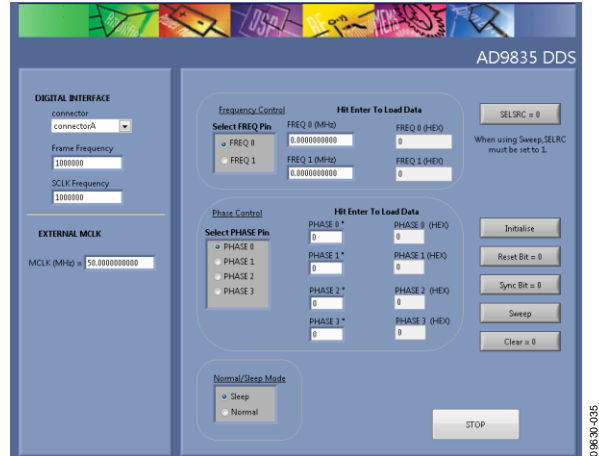 AD9835 DDS
DIGITAL INTERFACE
connector
connectorA
Frame Frequency
1000000
SCLK Frequency
1000000
EXTERNAL MCLK
MCLK (MHz) = 50.0000000000
Frequency Control
Hit Enter To Load Data
Select FREQ Pin
FREQ 0
FREQ 1
FREQ 0 (MHz)
0.0000000000
FREQ 0 (HEX)
0
FREQ 1 (MHz)
0.0000000000
FREQ 1 (HEX)
0
SELSRC = 0
When using Sweep,SELRC
must be set to 1.
Phase Control
Hit Enter To Load Data
Select PHASE Pin
PHASE 0
PHASE 1
PHASE 2
PHASE 3
PHASE 0 *
0
PHASE 0 (HEX)
0
PHASE 1 *
0
PHASE 1 (HEX)
0
PHASE 2 *
0
PHASE 2 (HEX)
0
PHASE 3 *
0
PHASE 3 (HEX)
0
Initialise
Reset Bit = 0
Sync Bit = 0
Sweep
Clear = 0
Normal/Sleep Mode
Sleep
Normal
STOP
09630-035